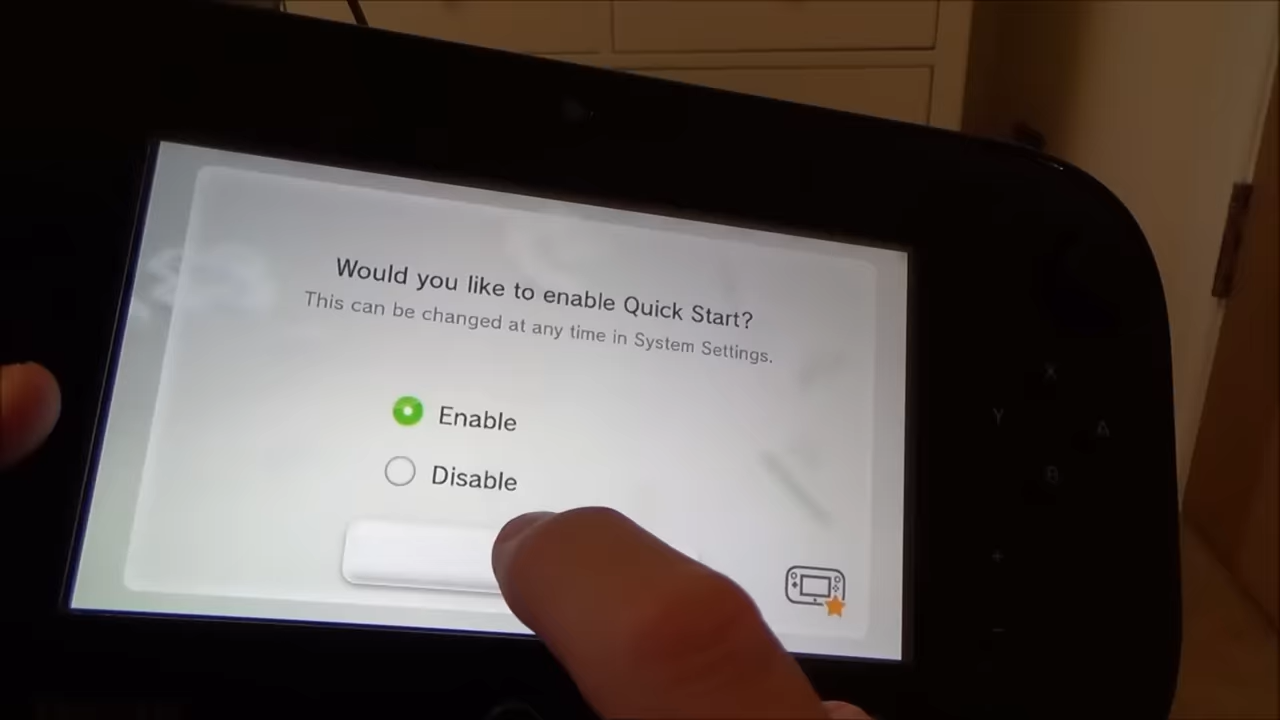 Would you like to enable Quick Start?
This can be changed at any time in System Settings.
Enable
Disable
X
Y
A
B
+
-